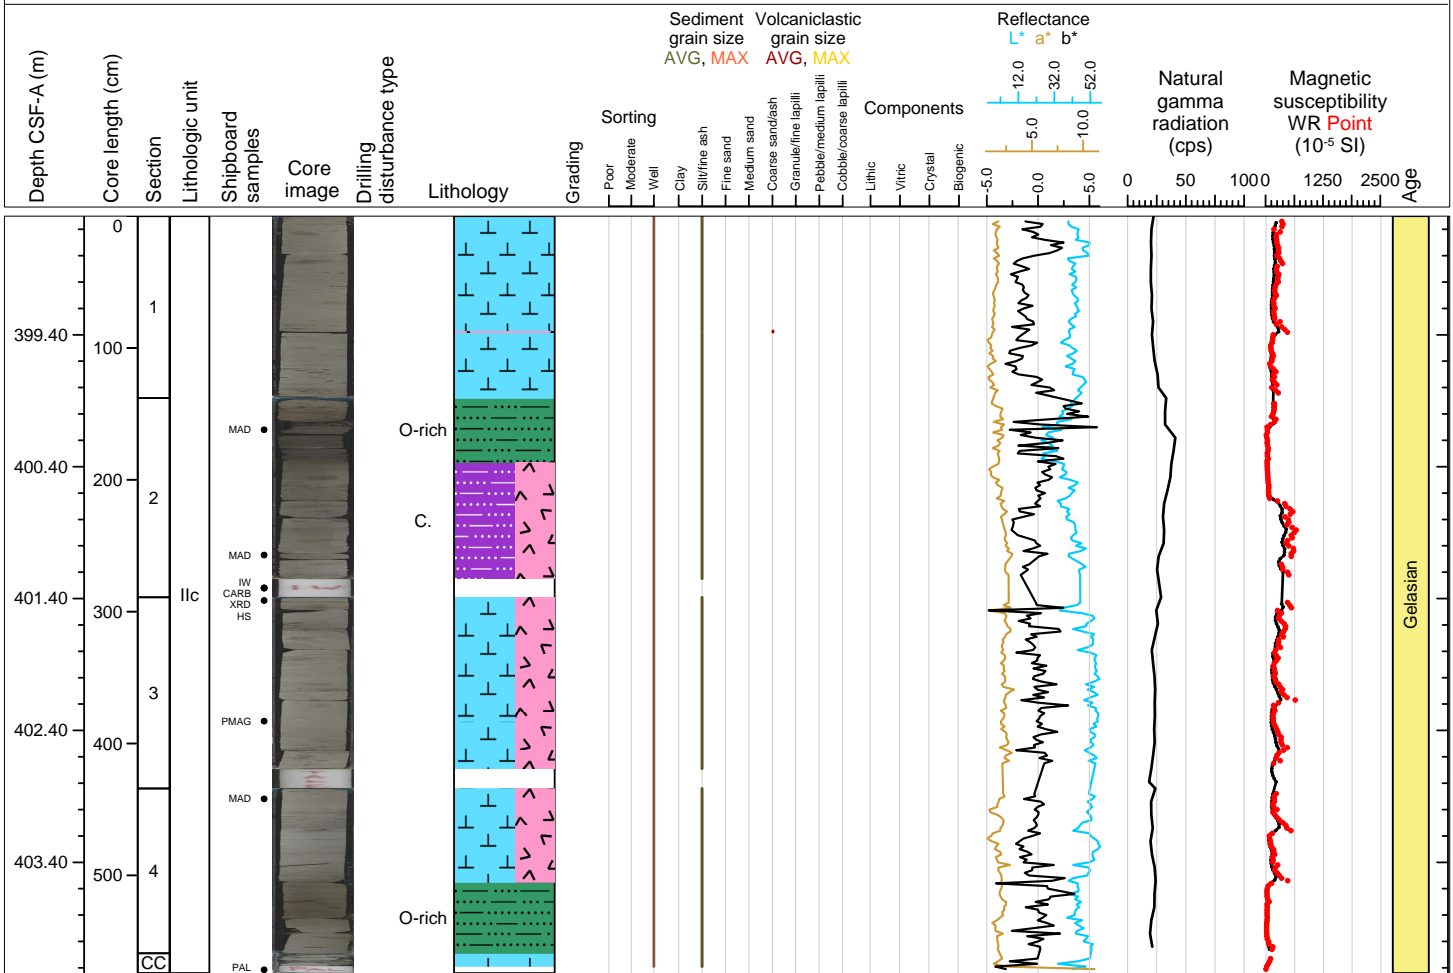 Depth CSF-A (m)
Core length (cm)
Section
Lithologic unit
Shipboard
samples
Core
image
Drilling
disturbance type
Lithology
Grading
Sorting
Poor
Moderate
Well
Sediment
grain size
AVG, MAX
Volcaniclastic
grain size
AVG, MAX
Clay
Silt/fine ash
Fine sand
Medium sand
Coarse sand/ash
Granule/fine lapilli
Pebble/medium lapilli
Cobble/coarse lapilli
Components
Lithic
Vitric
Crystal
Biogenic
Reflectance
L* a* b*
12.0 32.0 52.0
5.0 10.0
-5.0 0.0 5.0
Natural
gamma
radiation
(cps)
0 50 100
Magnetic
susceptibility
WR Point
(10-5 SI)
0 1250 2500
Age
0
1
399.40
100
O-rich
MAD
400.40
200
2
C.
MAD
IW
CARB
XRD
HS
401.40
300
IIc
Gelasian
3
PMAG
402.40
400
MAD
403.40
500
4
O-rich
CC
PAL